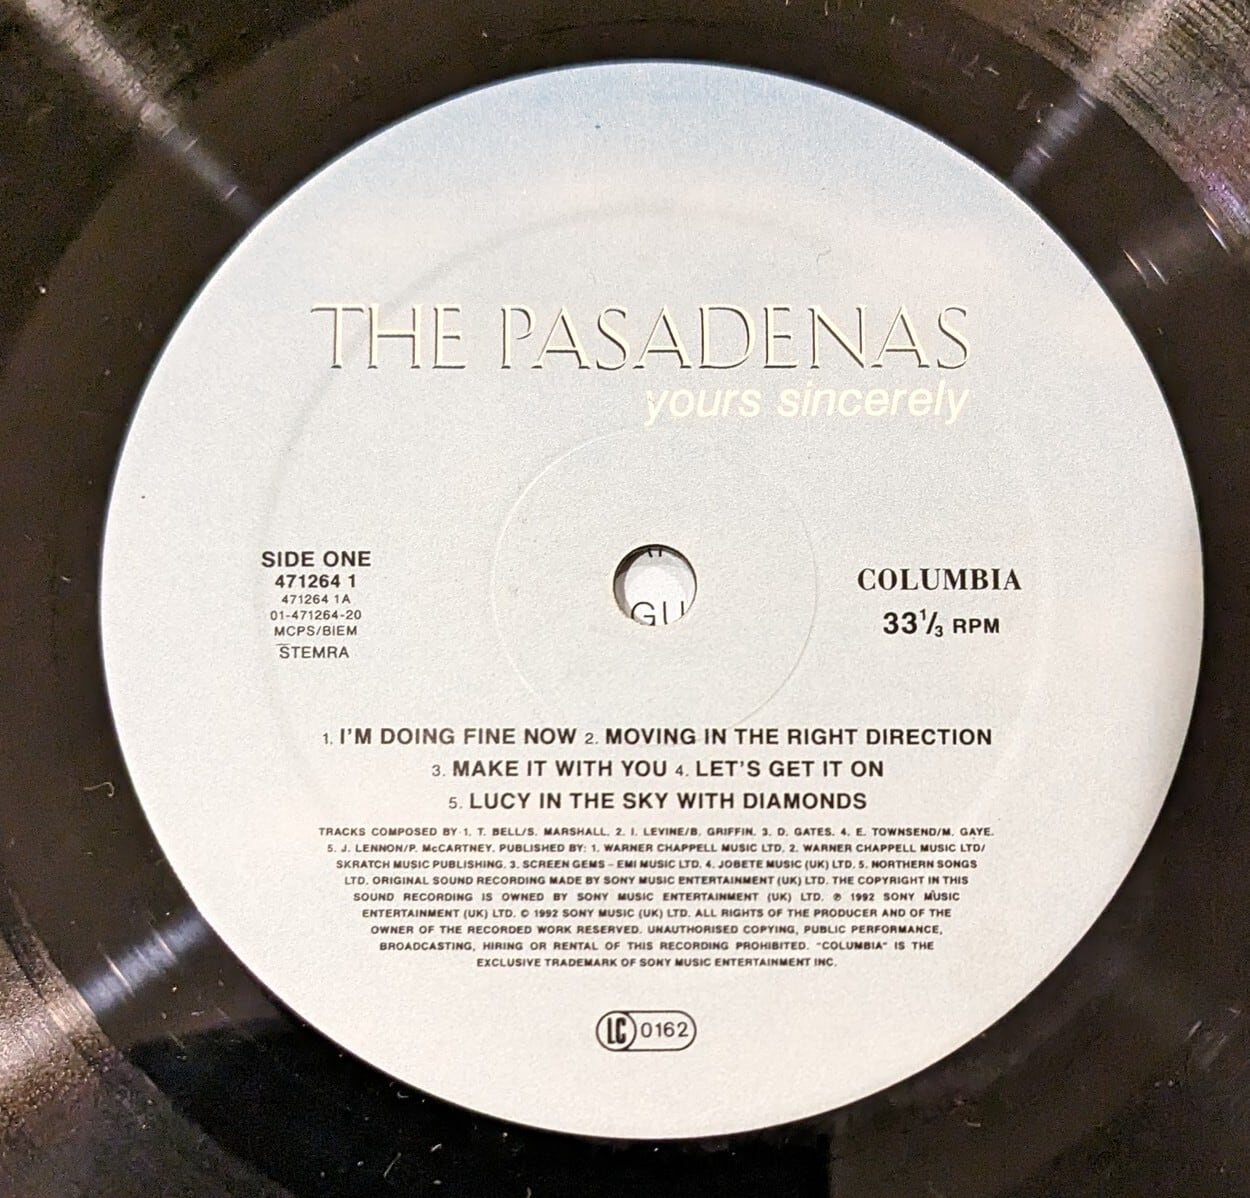 THE PASADENAS
yours sincerely
SIDE ONE
471264 1
471264 1A
01-471264-20
MCPS/BIEM
STEMRA
GU
COLUMBIA
33 1/3 RPM
1. I'M DOING FINE NOW 2. MOVING IN THE RIGHT DIRECTION
3. MAKE IT WITH YOU 4. LET'S GET IT ON
5. LUCY IN THE SKY WITH DIAMONDS
TRACKS COMPOSED BY: 1. T. BELL/S. MARSHALL. 2. I. LEVINE/B. GRIFFIN. 3. D. GATES. 4. E. TOWNSEND/M. GAYE.
5. J. LENNON/P. McCARTNEY. PUBLISHED BY: 1. WARNER CHAPPELL MUSIC LTD. 2. WARNER CHAPPELL MUSIC LTD/
SKRATCH MUSIC PUBLISHING. 3. SCREEN GEMS – EMI MUSIC LTD. 4. JOBETE MUSIC (UK) LTD. 5. NORTHERN SONGS
LTD. ORIGINAL SOUND RECORDING MADE BY SONY MUSIC ENTERTAINMENT (UK) LTD. THE COPYRIGHT IN THIS
SOUND RECORDING IS OWNED BY SONY MUSIC ENTERTAINMENT (UK) LTD. ℗ 1992 SONY MUSIC
ENTERTAINMENT (UK) LTD. © 1992 SONY MUSIC (UK) LTD. ALL RIGHTS OF THE PRODUCER AND OF THE
OWNER OF THE RECORDED WORK RESERVED. UNAUTHORISED COPYING, PUBLIC PERFORMANCE,
BROADCASTING, HIRING OR RENTAL OF THIS RECORDING PROHIBITED. "COLUMBIA" IS THE
EXCLUSIVE TRADEMARK OF SONY MUSIC ENTERTAINMENT INC.
LC 0162